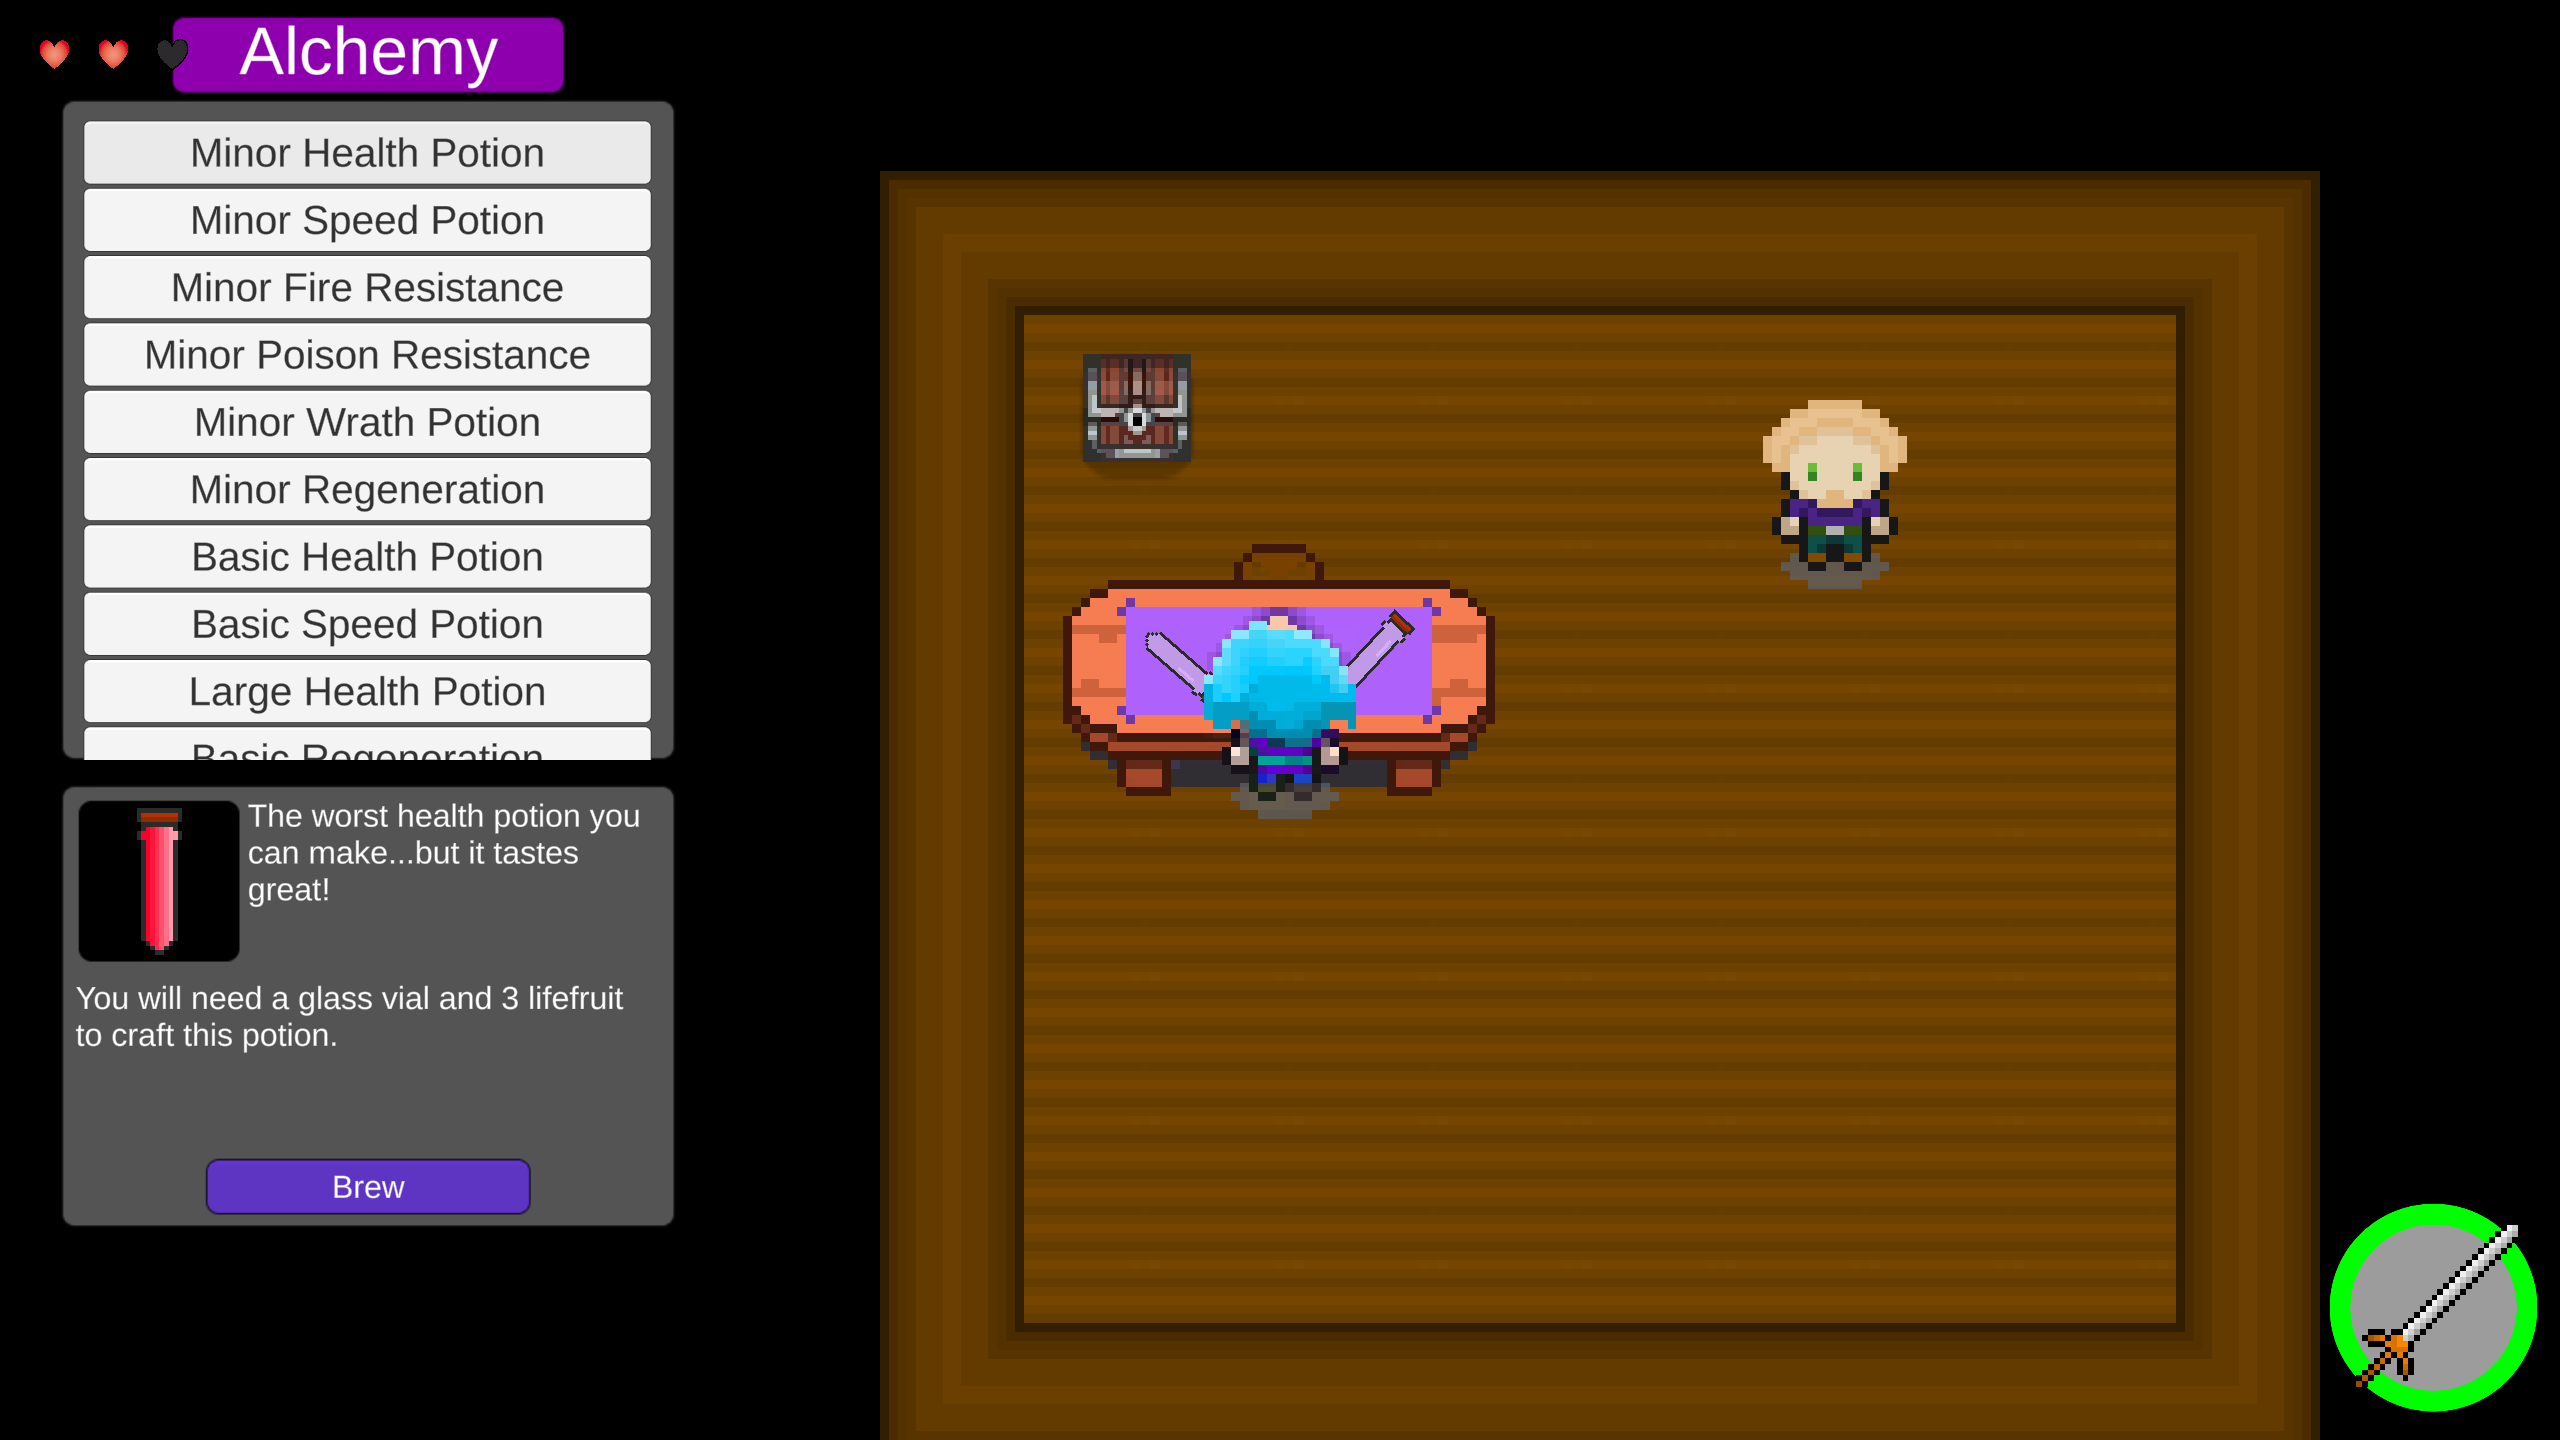 Alchemy
Minor Health Potion
Minor Speed Potion
Minor Fire Resistance
Minor Poison Resistance
Minor Wrath Potion
Minor Regeneration
Basic Health Potion
Basic Speed Potion
Large Health Potion
Basic Regeneration
The worst health potion you
can make...but it tastes
great!
You will need a glass vial and 3 lifefruit
to craft this potion.
Brew